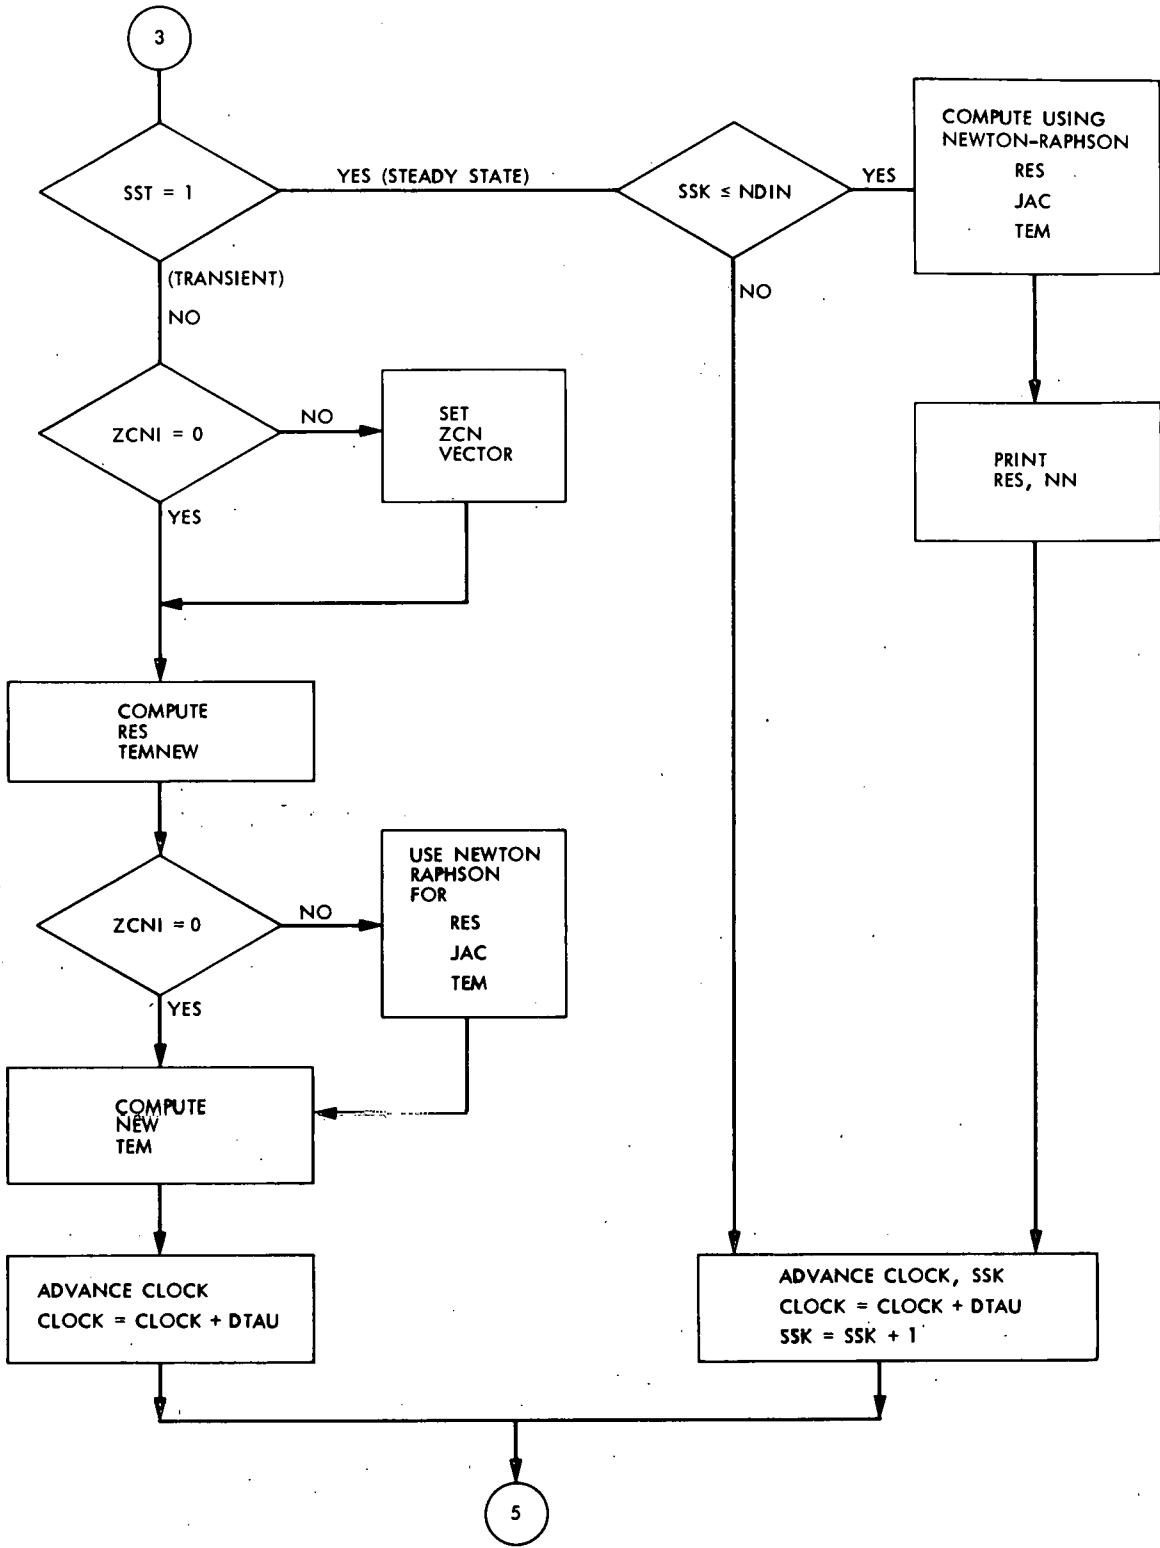 3
SST = 1
YES (STEADY STATE)
SSK ≤ NDIN
YES
COMPUTE USING
NEWTON-RAPHSON
RES
JAC
TEM
(TRANSIENT)
NO
NO
ZCNI = 0
NO
SET
ZCN
VECTOR
PRINT
RES, NN
YES
COMPUTE
RES
TEMNEW
ZCNI = 0
NO
USE NEWTON
RAPHSON
FOR
RES
JAC
TEM
YES
COMPUTE
NEW
TEM
ADVANCE CLOCK
CLOCK = CLOCK + DTAU
ADVANCE CLOCK, SSK
CLOCK = CLOCK + DTAU
SSK = SSK + 1
5